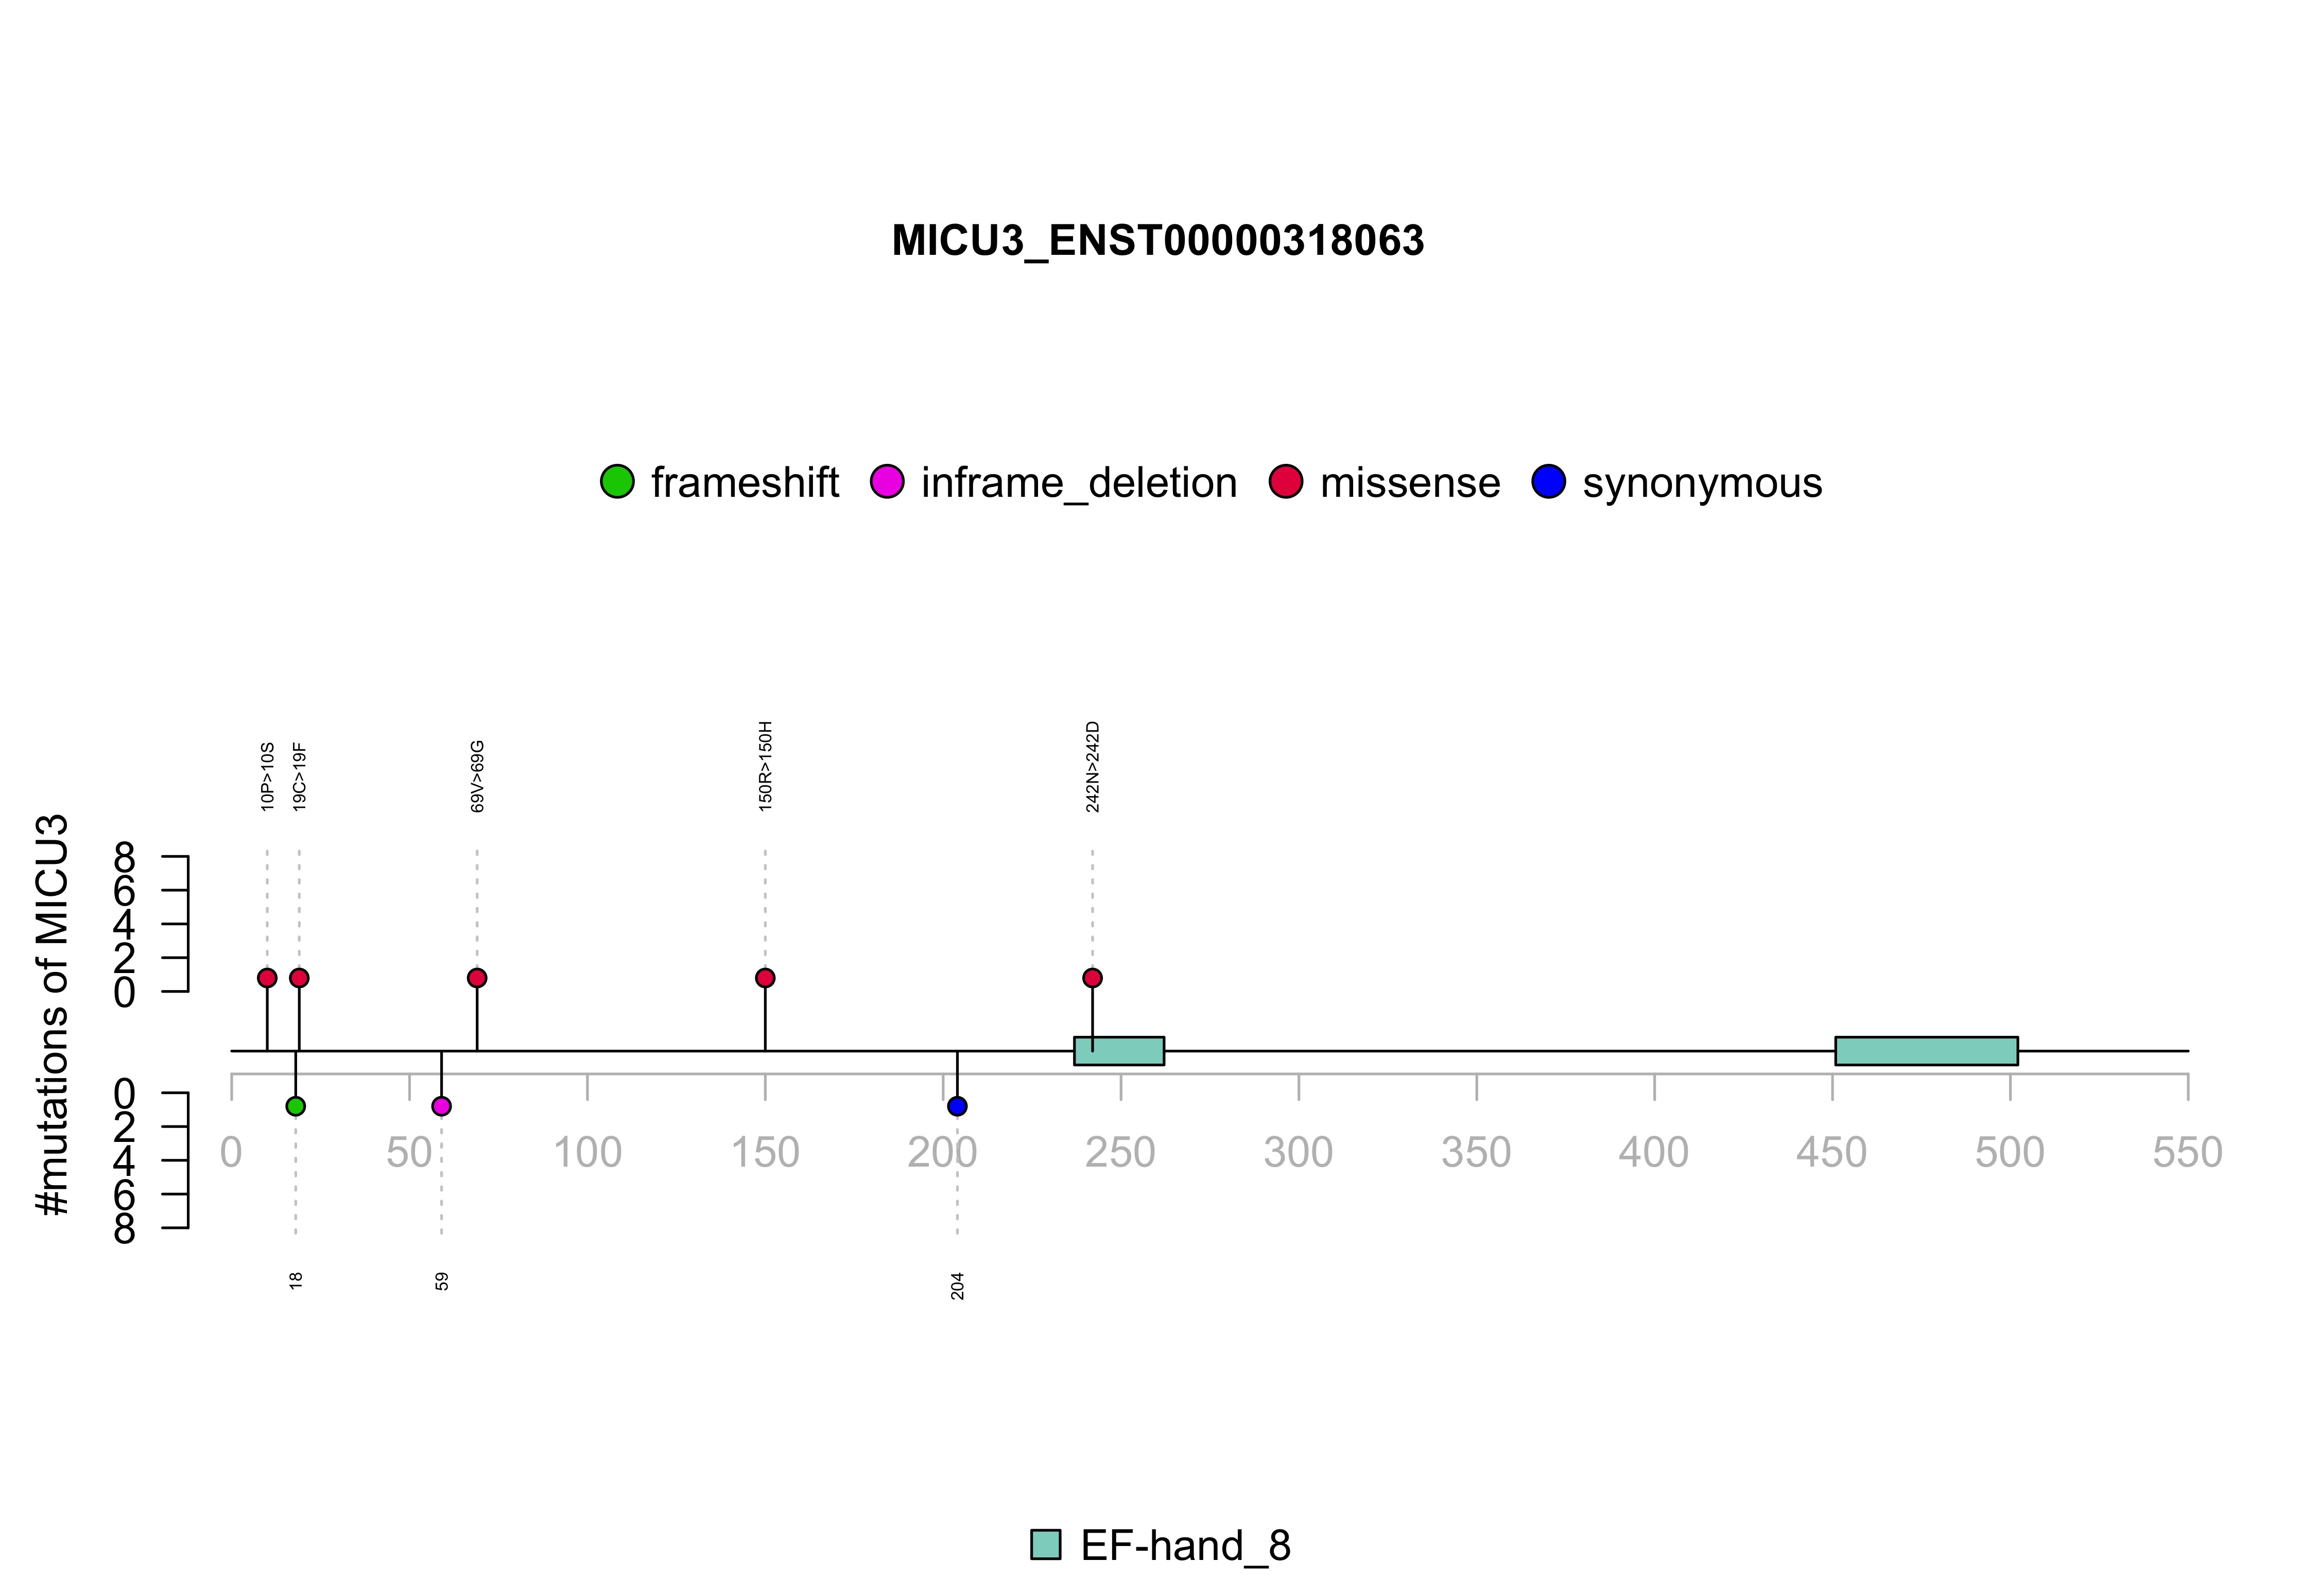 MICU3_ENST00000318063
frameshift inframe_deletion missense synonymous
10P>10S 19C>19F 69V>69G 150R>150H 242N>242D
#mutations of MICU3
8
6
4
2
0
0
2
4
6
8
0 50 100 150 200 250 300 350 400 450 500 550
18 59 204
EF-hand_8